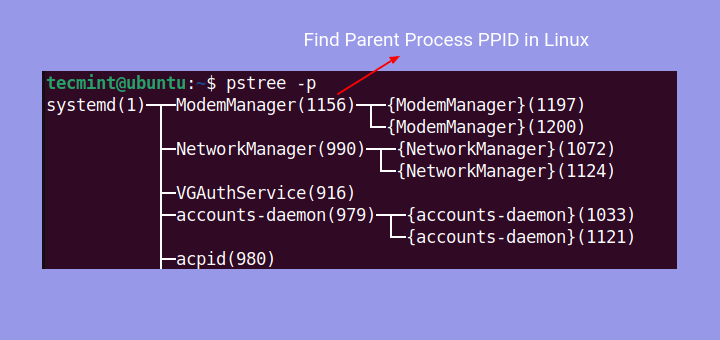 Find Parent Process PPID in Linux
tecmint@ubuntu:~$ pstree -p
systemd(1)─┬─ModemManager(1156)─┬─{ModemManager}(1197)
           │                    └─{ModemManager}(1200)
           ├─NetworkManager(990)─┬─{NetworkManager}(1072)
           │                     └─{NetworkManager}(1124)
           ├─VGAuthService(916)
           ├─accounts-daemon(979)─┬─{accounts-daemon}(1033)
           │                      └─{accounts-daemon}(1121)
           ├─acpid(980)